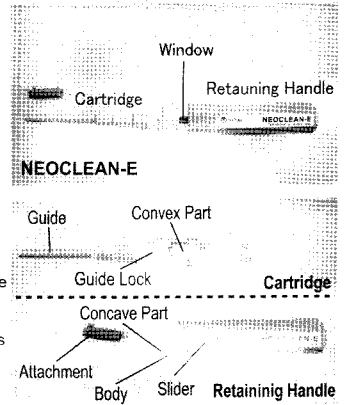 Window
Cartridge
Retauning Handle
NEOCLEAN-E
NEOCLEAN-E
Guide
Convex Part
Guide Lock
Cartridge
e
Concave Part
s
Attachment
Body
Slider
Retaininig Handle